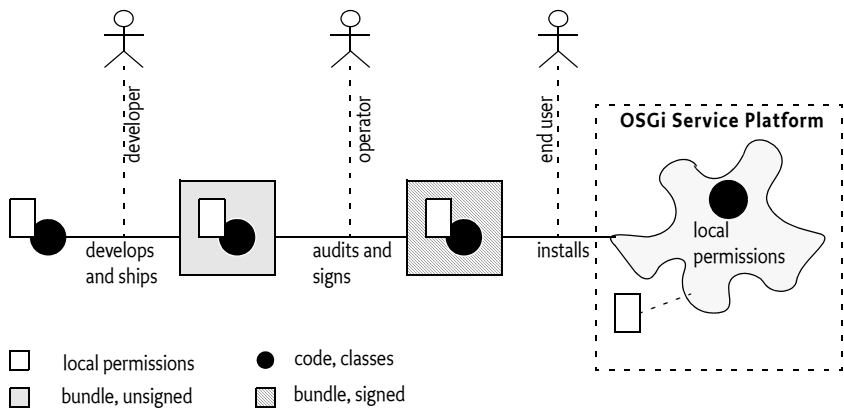 developer
operator
end user
OSGi Service Platform
develops
and ships
audits and
signs
installs
local
permissions
local permissions
code, classes
bundle, unsigned
bundle, signed